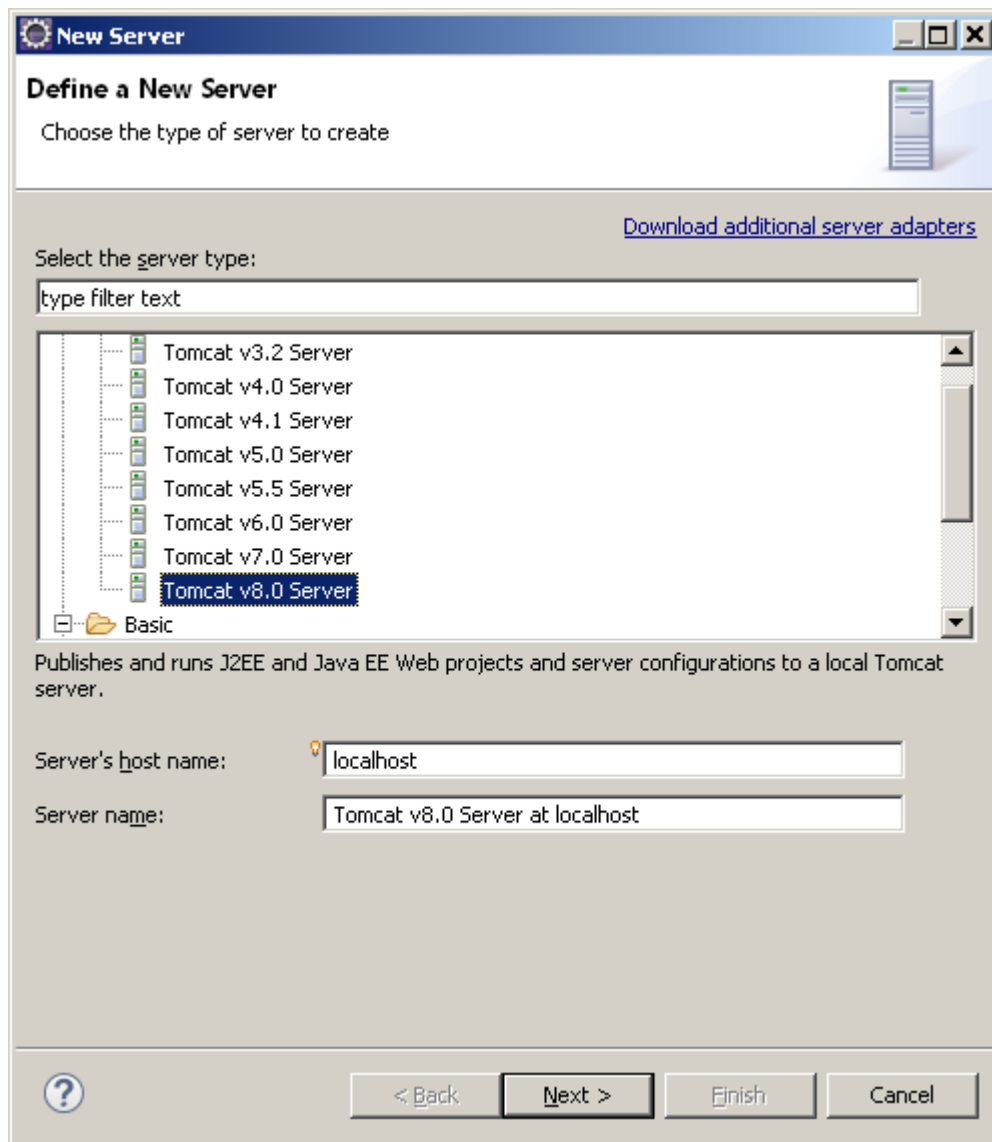 New Server
Define a New Server
Choose the type of server to create
Download additional server adapters
Select the server type:
type filter text
Tomcat v3.2 Server
Tomcat v4.0 Server
Tomcat v4.1 Server
Tomcat v5.0 Server
Tomcat v5.5 Server
Tomcat v6.0 Server
Tomcat v7.0 Server
Tomcat v8.0 Server
Basic
Publishes and runs J2EE and Java EE Web projects and server configurations to a local Tomcat
server.
Server's host name: localhost
Server name: Tomcat v8.0 Server at localhost
? < Back Next > Finish Cancel